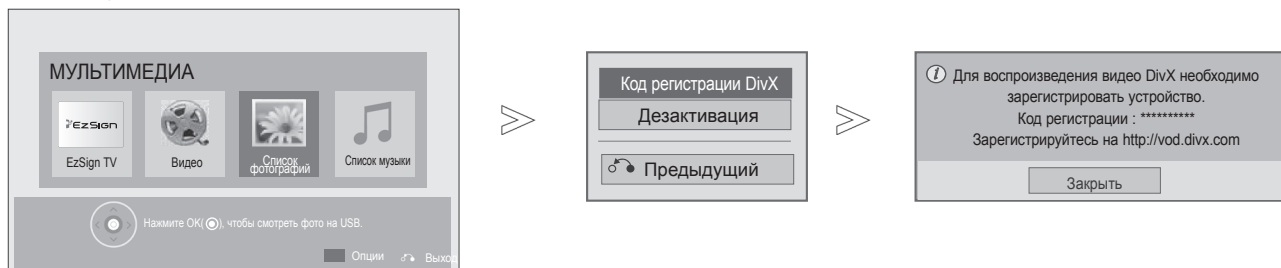 МУЛЬТИМЕДИА
EzSign
EzSign TV
Видео
Список
фотографий
Список музыки
Нажмите OK(), чтобы смотреть фото на USB.
Опции
Выход
Код регистрации DivX
Дезактивация
Предыдущий
Для воспроизведения видео DivX необходимо
зарегистрировать устройство.
Код регистрации : **********
Зарегистрируйтесь на http://vod.divx.com
Закрыть